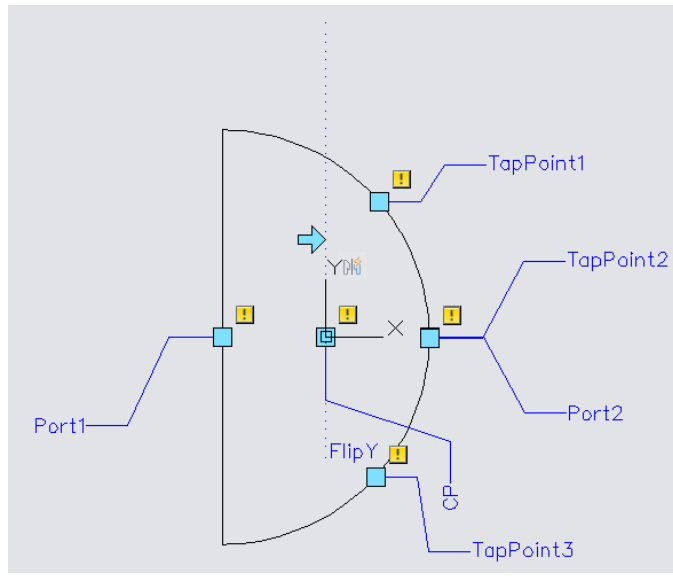 TapPoint1
TapPoint2
Y
X
Port1
Port2
FlipY
CP
TapPoint3